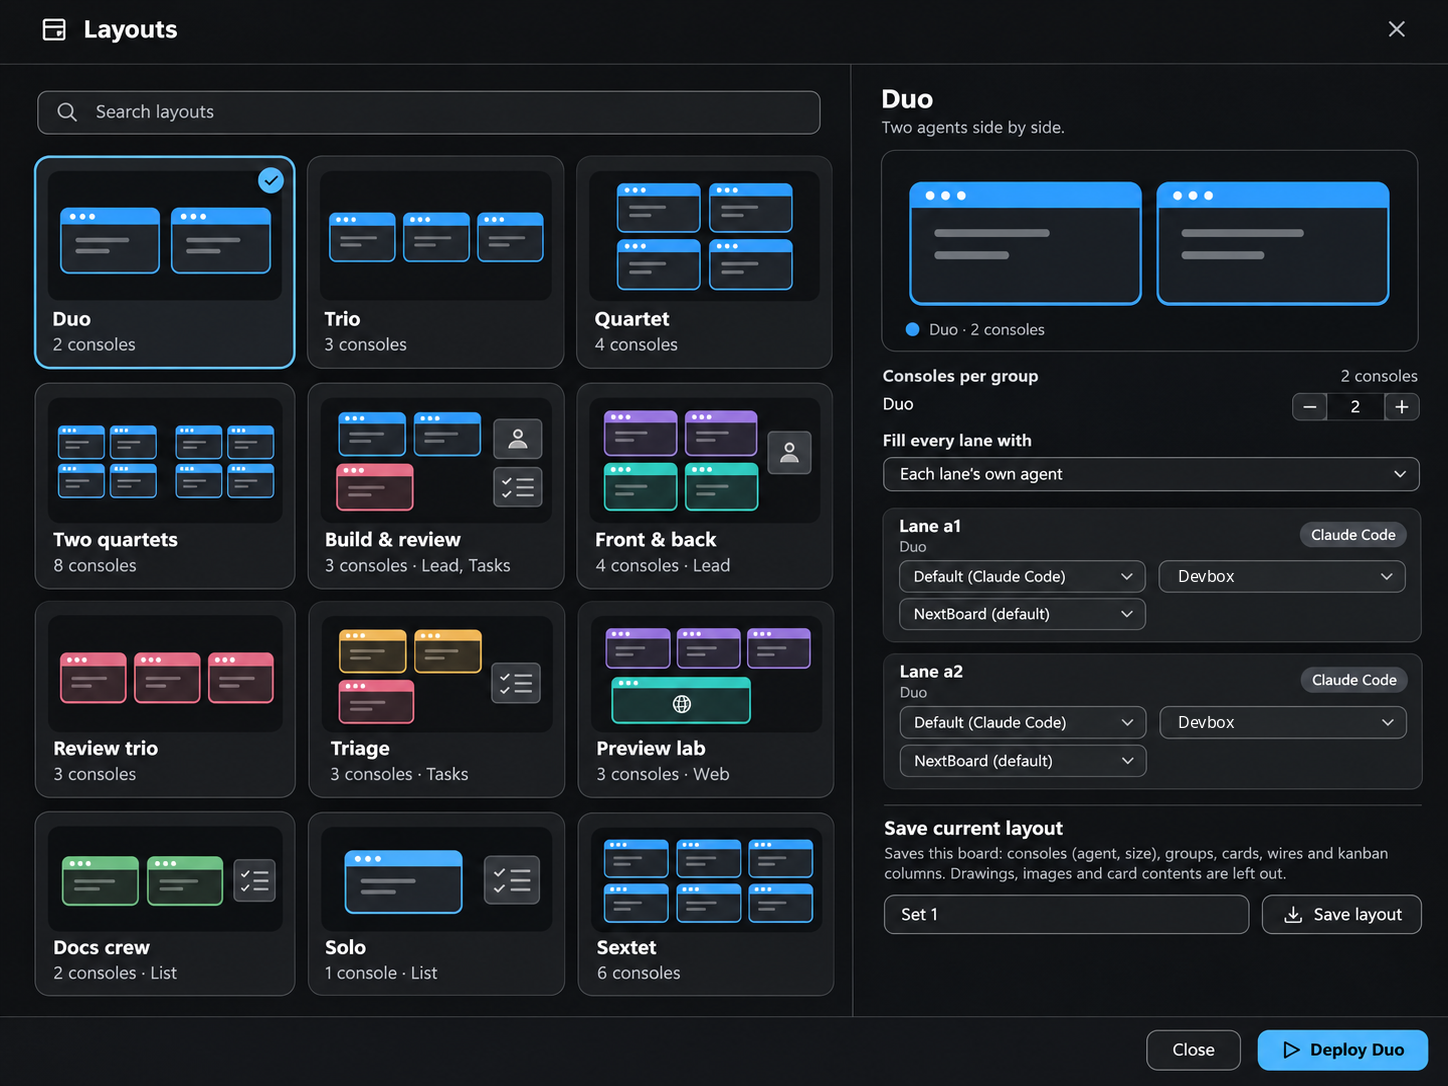 Layouts
Search layouts
Duo
2 consoles
Trio
3 consoles
Quartet
4 consoles
Two quartets
8 consoles
Build & review
3 consoles · Lead, Tasks
Front & back
4 consoles · Lead
Review trio
3 consoles
Triage
3 consoles · Tasks
Preview lab
3 consoles · Web
Docs crew
2 consoles · List
Solo
1 console · List
Sextet
6 consoles
Duo
Two agents side by side.
Duo · 2 consoles
Consoles per group
2 consoles
Duo
2
Fill every lane with
Each lane's own agent
Lane a1
Duo
Claude Code
Default (Claude Code)
Devbox
NextBoard (default)
Lane a2
Duo
Claude Code
Default (Claude Code)
Devbox
NextBoard (default)
Save current layout
Saves this board: consoles (agent, size), groups, cards, wires and kanban
columns. Drawings, images and card contents are left out.
Set 1
Save layout
Close
Deploy Duo